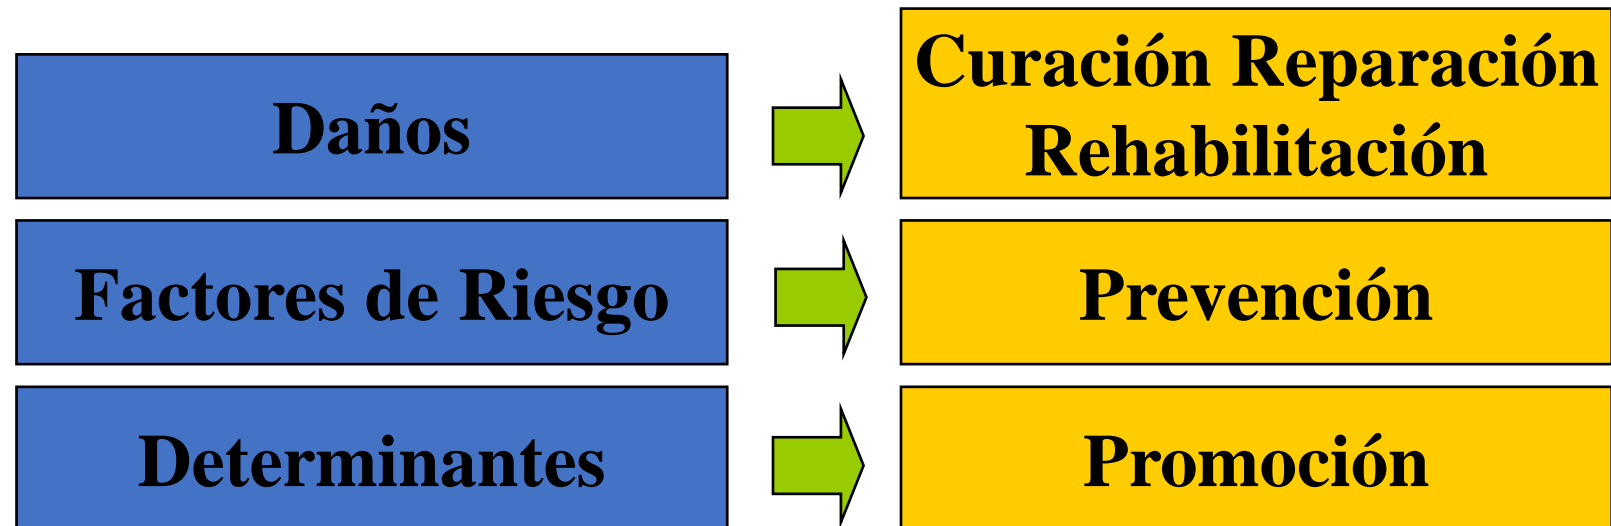 Daños
Curación Reparación
Rehabilitación
Factores de Riesgo
Prevención
Determinantes
Promoción